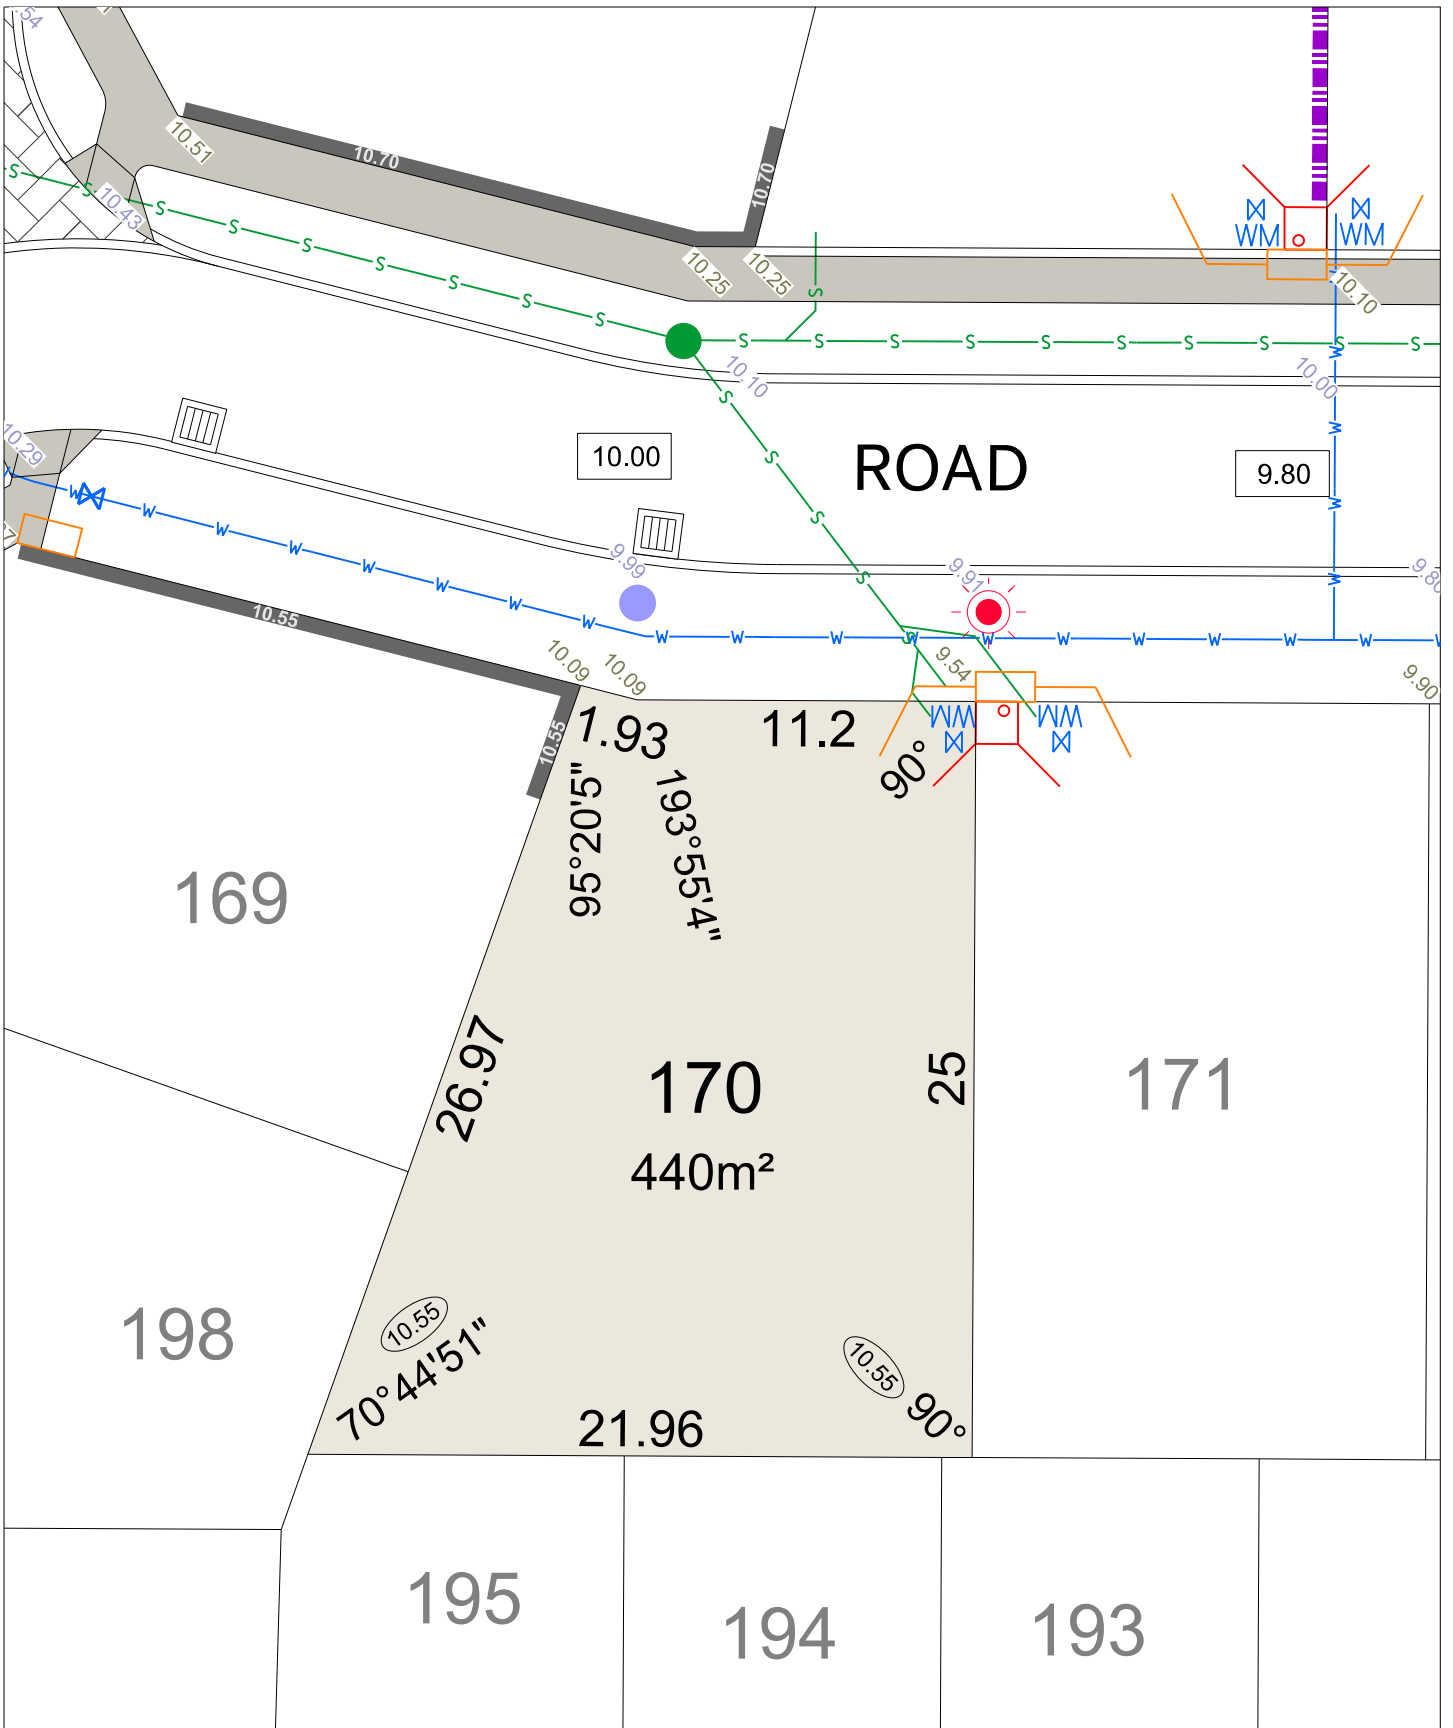 .54
10.51
10.70
10.70
10.43
S
S
S
S
S
S
S
S
S
10.25
10.25
S
WM
WM
10.10
S
S
S
S
S
S
S
S
S
S
10.10
10.00
W
S
S
S
10.29
10.00
ROAD
9.80
W
W
W
W
W
W
W
W
W
W
W
W
9.99
9.91
9.80
10.55
W
W
W
S
W
W
W
W
W
W
10.09
10.09
9.54
9.90
10.55
1.93
11.2
90°
WM
WM
95°20'5"
193°55'4"
169
26.97
170
440m²
25
171
198
10.55
70°44'51"
10.55
90°
21.96
195
194
193